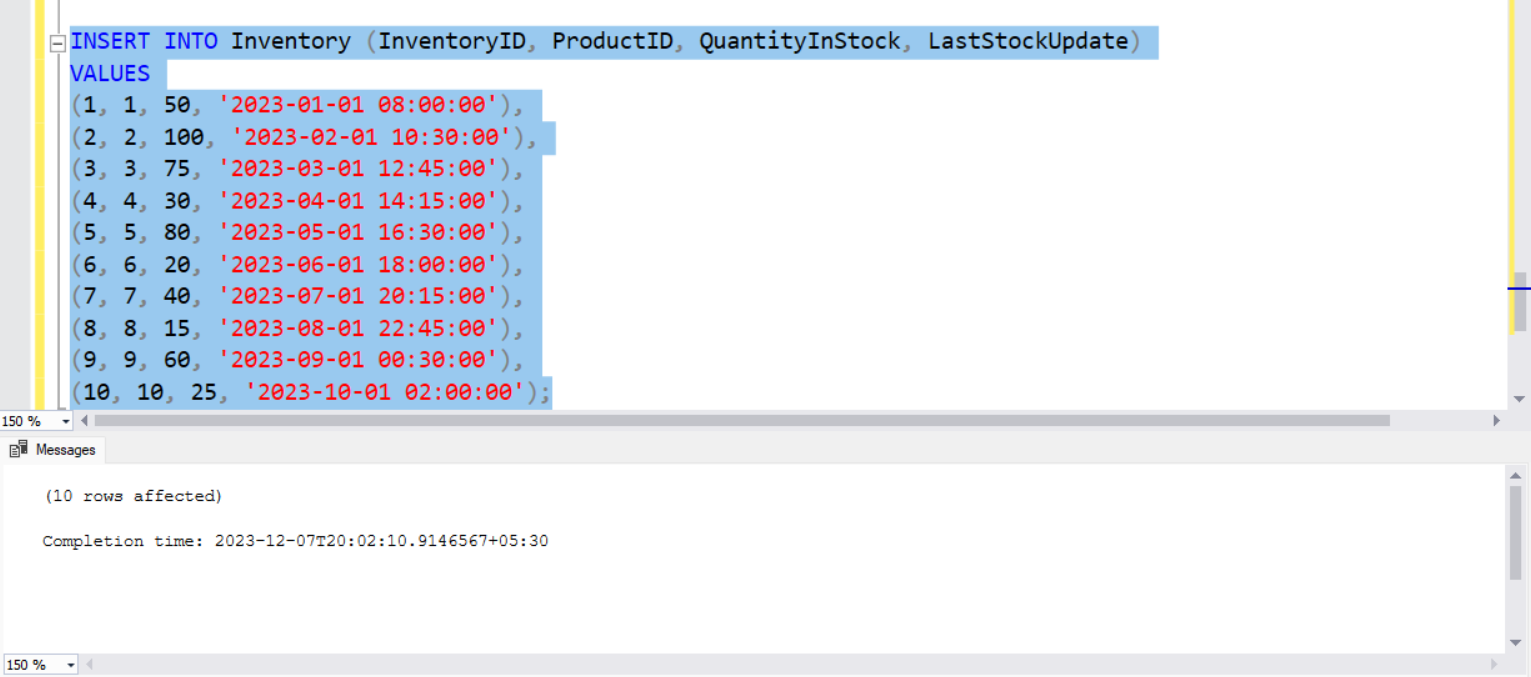 INSERT INTO Inventory (InventoryID, ProductID, QuantityInStock, LastStockUpdate)
VALUES
(1, 1, 50, '2023-01-01 08:00:00'),
(2, 2, 100, '2023-02-01 10:30:00'),
(3, 3, 75, '2023-03-01 12:45:00'),
(4, 4, 30, '2023-04-01 14:15:00'),
(5, 5, 80, '2023-05-01 16:30:00'),
(6, 6, 20, '2023-06-01 18:00:00'),
(7, 7, 40, '2023-07-01 20:15:00'),
(8, 8, 15, '2023-08-01 22:45:00'),
(9, 9, 60, '2023-09-01 00:30:00'),
(10, 10, 25, '2023-10-01 02:00:00');
150 %
Messages
(10 rows affected)
Completion time: 2023-12-07T20:02:10.9146567+05:30
150 %